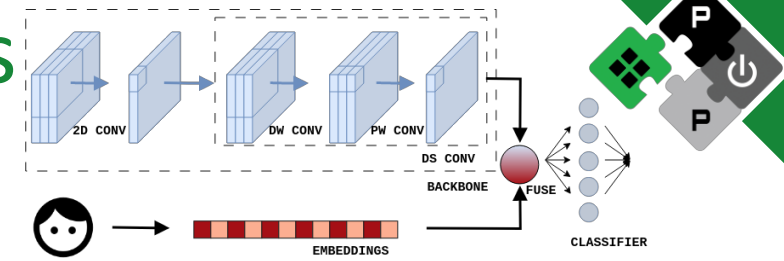 S
2D CONV
DW CONV
PW CONV
DS CONV
BACKBONE
FUSE
EMBEDDINGS
CLASSIFIER
P
P